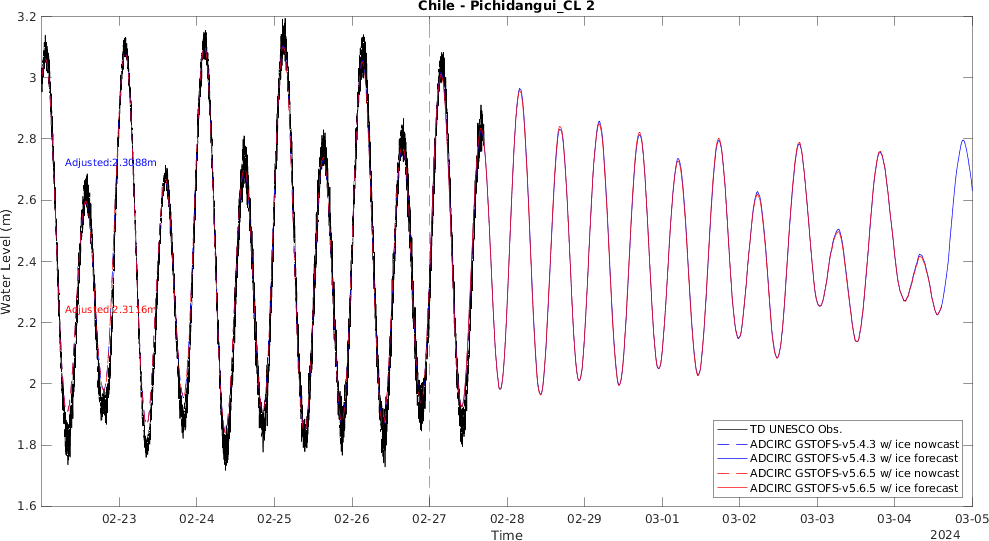 Chile - Pichidangui_CL 2
3.2
3
2.8
2.6
2.4
2.2
2
1.8
1.6
Water Level (m)
Adjusted:2.3088m
Adjusted:2.3116m
TD UNESCO Obs.
ADCIRC GSTOFS-v5.4.3 w/ ice nowcast
ADCIRC GSTOFS-v5.4.3 w/ ice forecast
ADCIRC GSTOFS-v5.6.5 w/ ice nowcast
ADCIRC GSTOFS-v5.6.5 w/ ice forecast
02-23 02-24 02-25 02-26 02-27 02-28 02-29 03-01 03-02 03-03 03-04 03-05
Time
2024